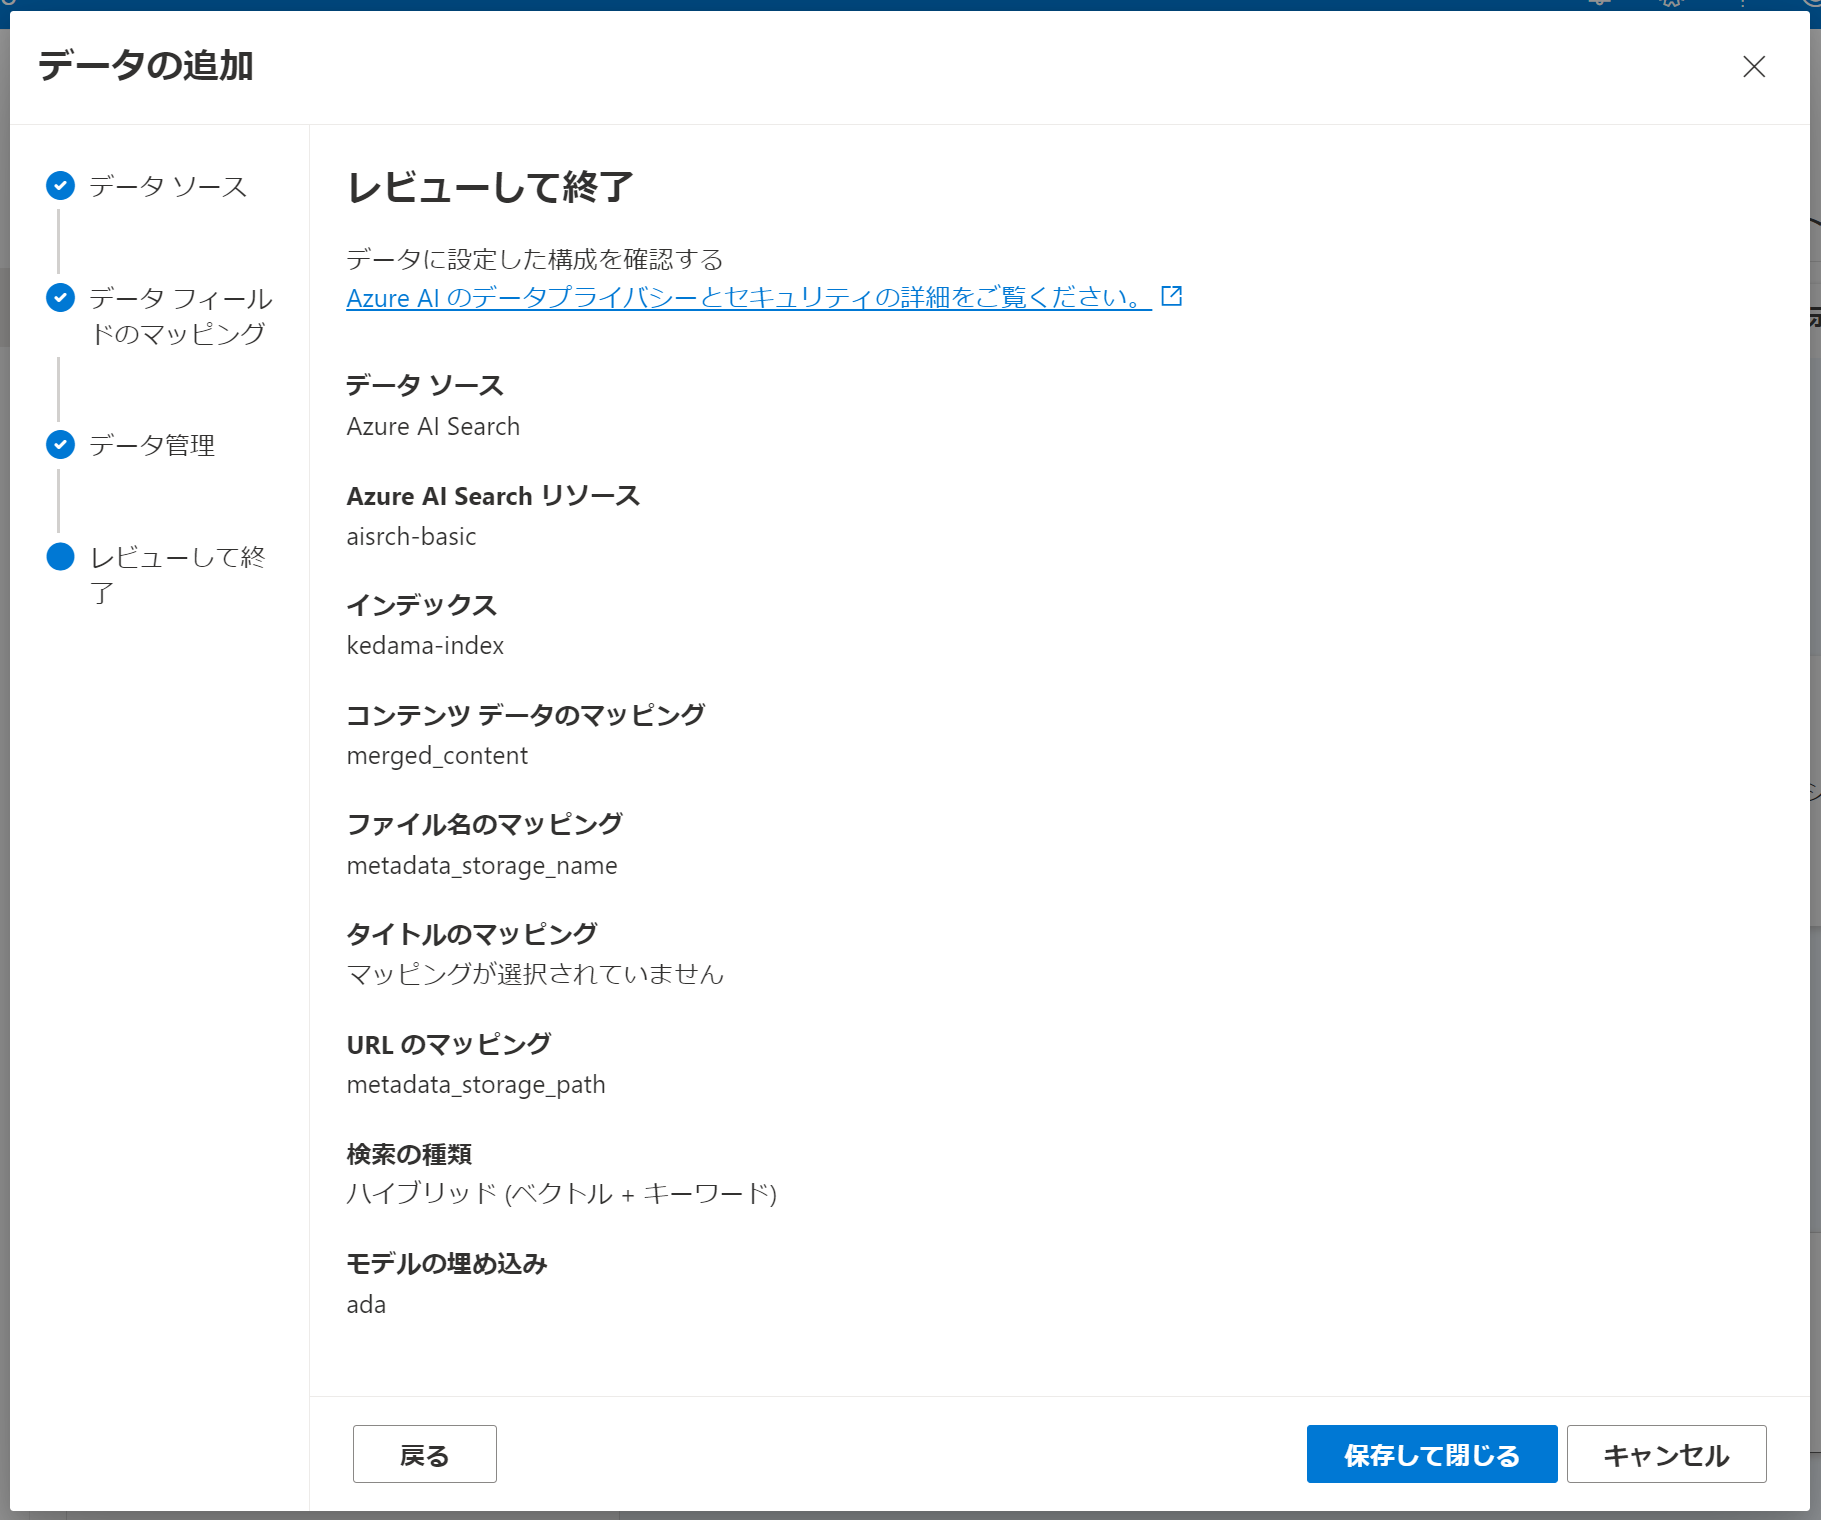 データの追加
データ ソース
データ フィール
ドのマッピング
データ管理
レビューして終
了
レビューして終了
データに設定した構成を確認する
Azure AI のデータプライバシーとセキュリティの詳細をご覧ください。
データ ソース
Azure AI Search
Azure AI Search リソース
aisrch-basic
インデックス
kedama-index
コンテンツ データのマッピング
merged_content
ファイル名のマッピング
metadata_storage_name
タイトルのマッピング
マッピングが選択されていません
URL のマッピング
metadata_storage_path
検索の種類
ハイブリッド (ベクトル + キーワード)
モデルの埋め込み
ada
戻る
保存して閉じる
キャンセル